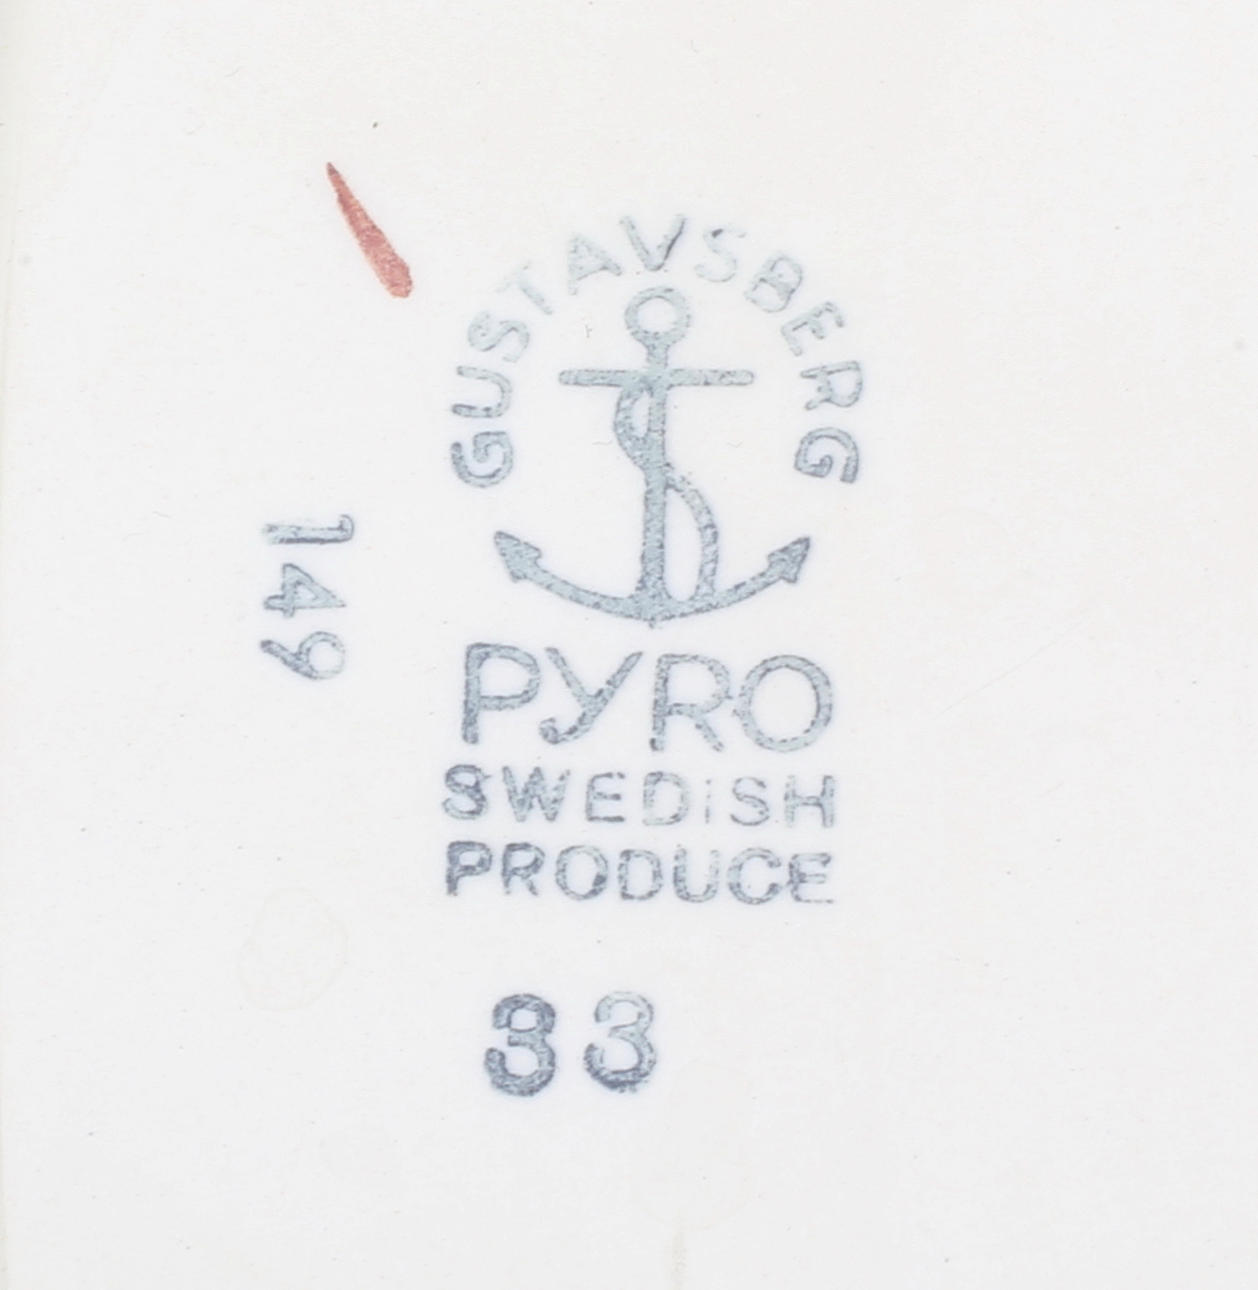 GUSTAVSBERG
149
PYRO
SWEDiSH
PRODUCE
33